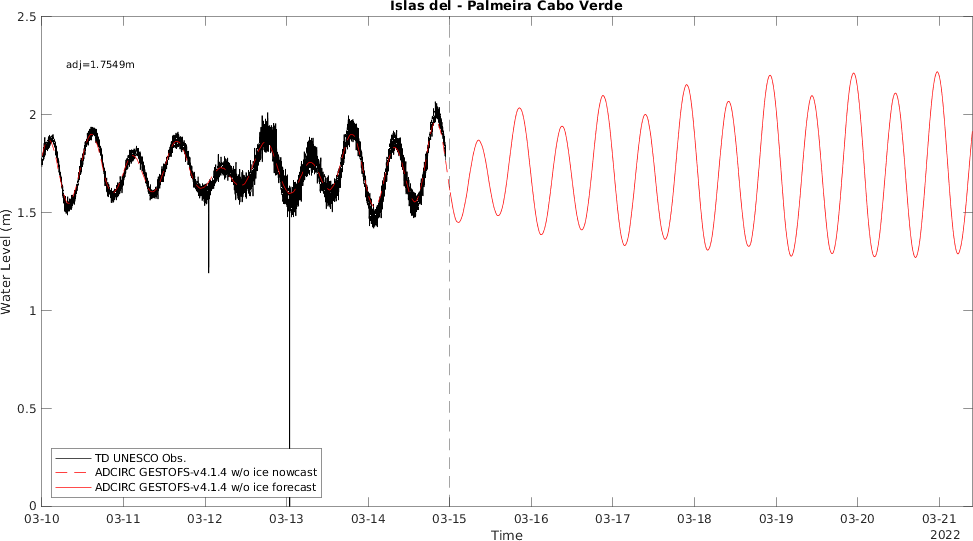 Islas del - Palmeira Cabo Verde
adj=1.7549m
2.5
2
1.5
1
0.5
0
Water Level (m)
TD UNESCO Obs.
ADCIRC GESTOFS-v4.1.4 w/o ice nowcast
ADCIRC GESTOFS-v4.1.4 w/o ice forecast
03-10 03-11 03-12 03-13 03-14 03-15 03-16 03-17 03-18 03-19 03-20 03-21
Time
2022